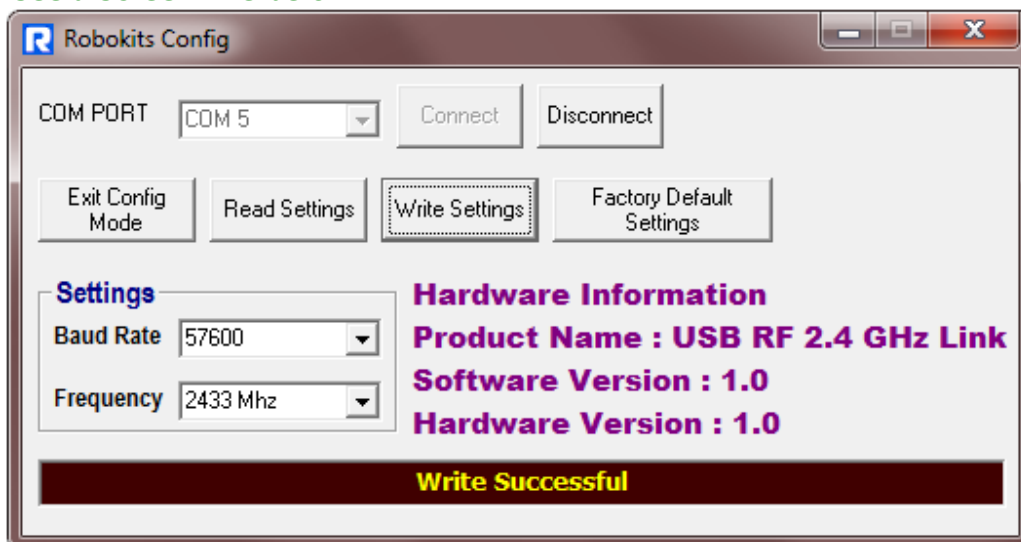 Robokits Config
COM PORT
COM 5
Connect
Disconnect
Exit Config
Mode
Read Settings
Write Settings
Factory Default
Settings
Settings
Baud Rate
57600
Frequency
2433 Mhz
Hardware Information
Product Name : USB RF 2.4 GHz Link
Software Version : 1.0
Hardware Version : 1.0
Write Successful